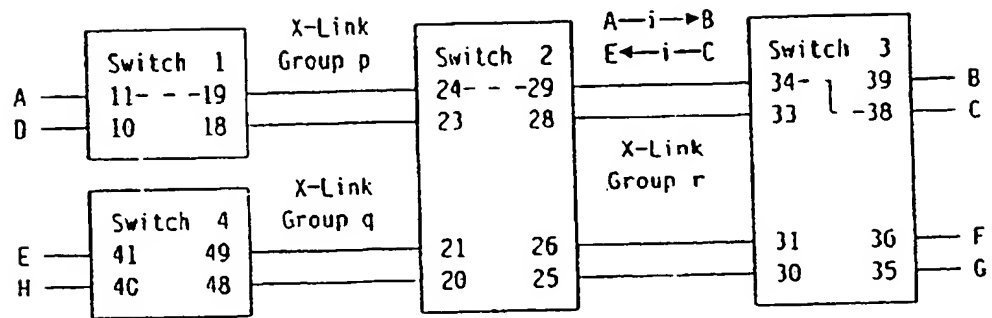 X-Link
Group p
A—i—►B
E◄—i—C
Switch 1
A 11- - -19
D 10 18
Switch 2
24- - -29
23 28
21 26
20 25
Switch 3
34- 39 B
33 -38 C
31 36 F
30 35 G
X-Link
Group r
X-Link
Group q
Switch 4
E 41 49
H 4C 48